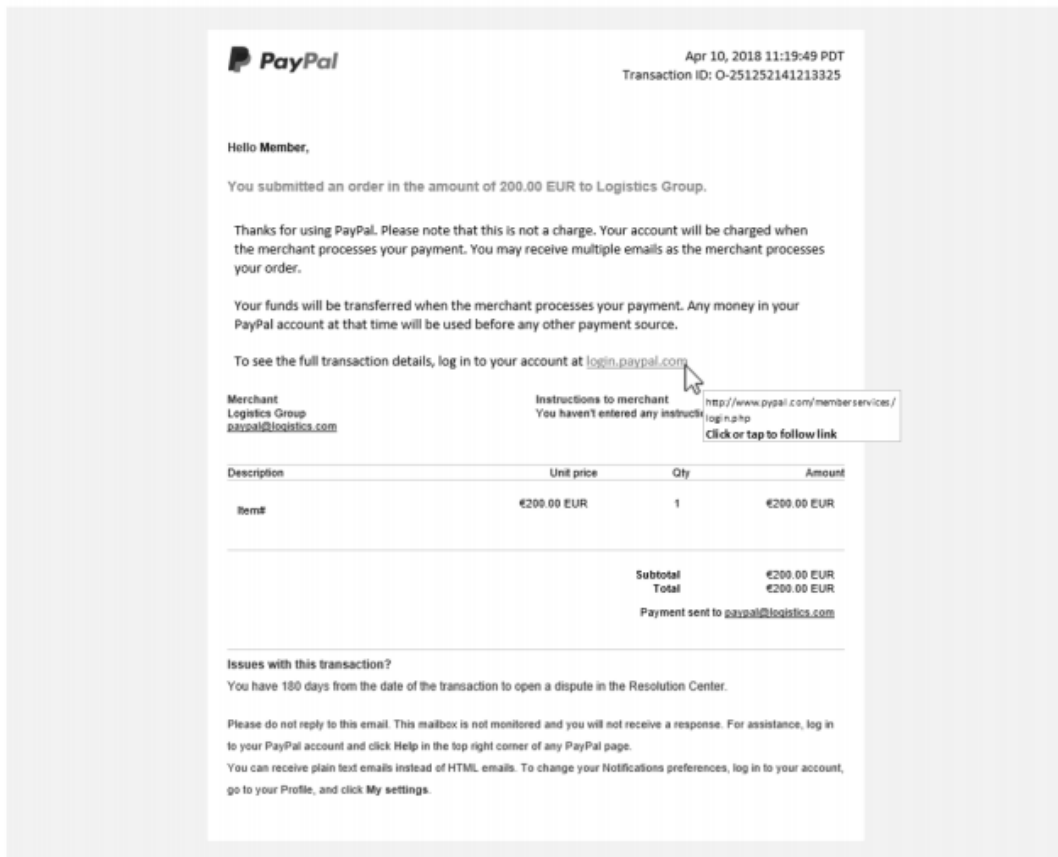 PayPal
Apr 10, 2018 11:19:49 PDT
Transaction ID: O-251252141213325
Hello Member,
You submitted an order in the amount of 200.00 EUR to Logistics Group.
Thanks for using PayPal. Please note that this is not a charge. Your account will be charged when
the merchant processes your payment. You may receive multiple emails as the merchant processes
your order.
Your funds will be transferred when the merchant processes your payment. Any money in your
PayPal account at that time will be used before any other payment source.
To see the full transaction details, log in to your account at login.paypal.com
Merchant
Logistics Group
paypal@logistics.com
Instructions to merchant
You haven't entered any
http://www.pypal.com/memberservices/
login.php
Click or tap to follow link
Description Unit price Qty Amount
Item# €200.00 EUR 1 €200.00 EUR
Subtotal €200.00 EUR
Total €200.00 EUR
Payment sent to paypal@logistics.com
Issues with this transaction?
You have 180 days from the date of the transaction to open a dispute in the Resolution Center.
Please do not reply to this email. This mailbox is not monitored and you will not receive a response. For assistance, log in
to your PayPal account and click Help in the top right corner of any PayPal page.
You can receive plain text emails instead of HTML emails. To change your Notifications preferences, log in to your account,
go to your Profile, and click My settings.